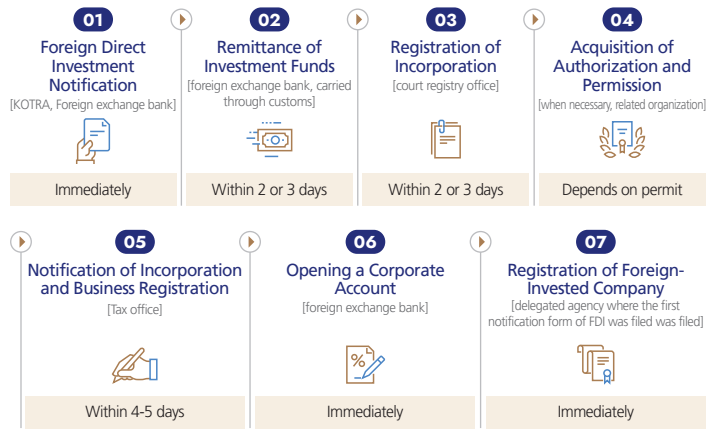 01
Foreign Direct
Investment
Notification
[KOTRA, Foreign exchange bank]
Immediately
02
Remittance of
Investment Funds
[foreign exchange bank, carried
through customs]
Within 2 or 3 days
03
Registration of
Incorporation
[court registry office]
Within 2 or 3 days
04
Acquisition of
Authorization and
Permission
[when necessary, related organization]
Depends on permit
05
Notification of Incorporation
and Business Registration
[Tax office]
Within 4-5 days
06
Opening a Corporate
Account
[foreign exchange bank]
%
Immediately
07
Registration of Foreign-
Invested Company
[delegated agency where the first
notification form of FDI was filed was filed]
Immediately